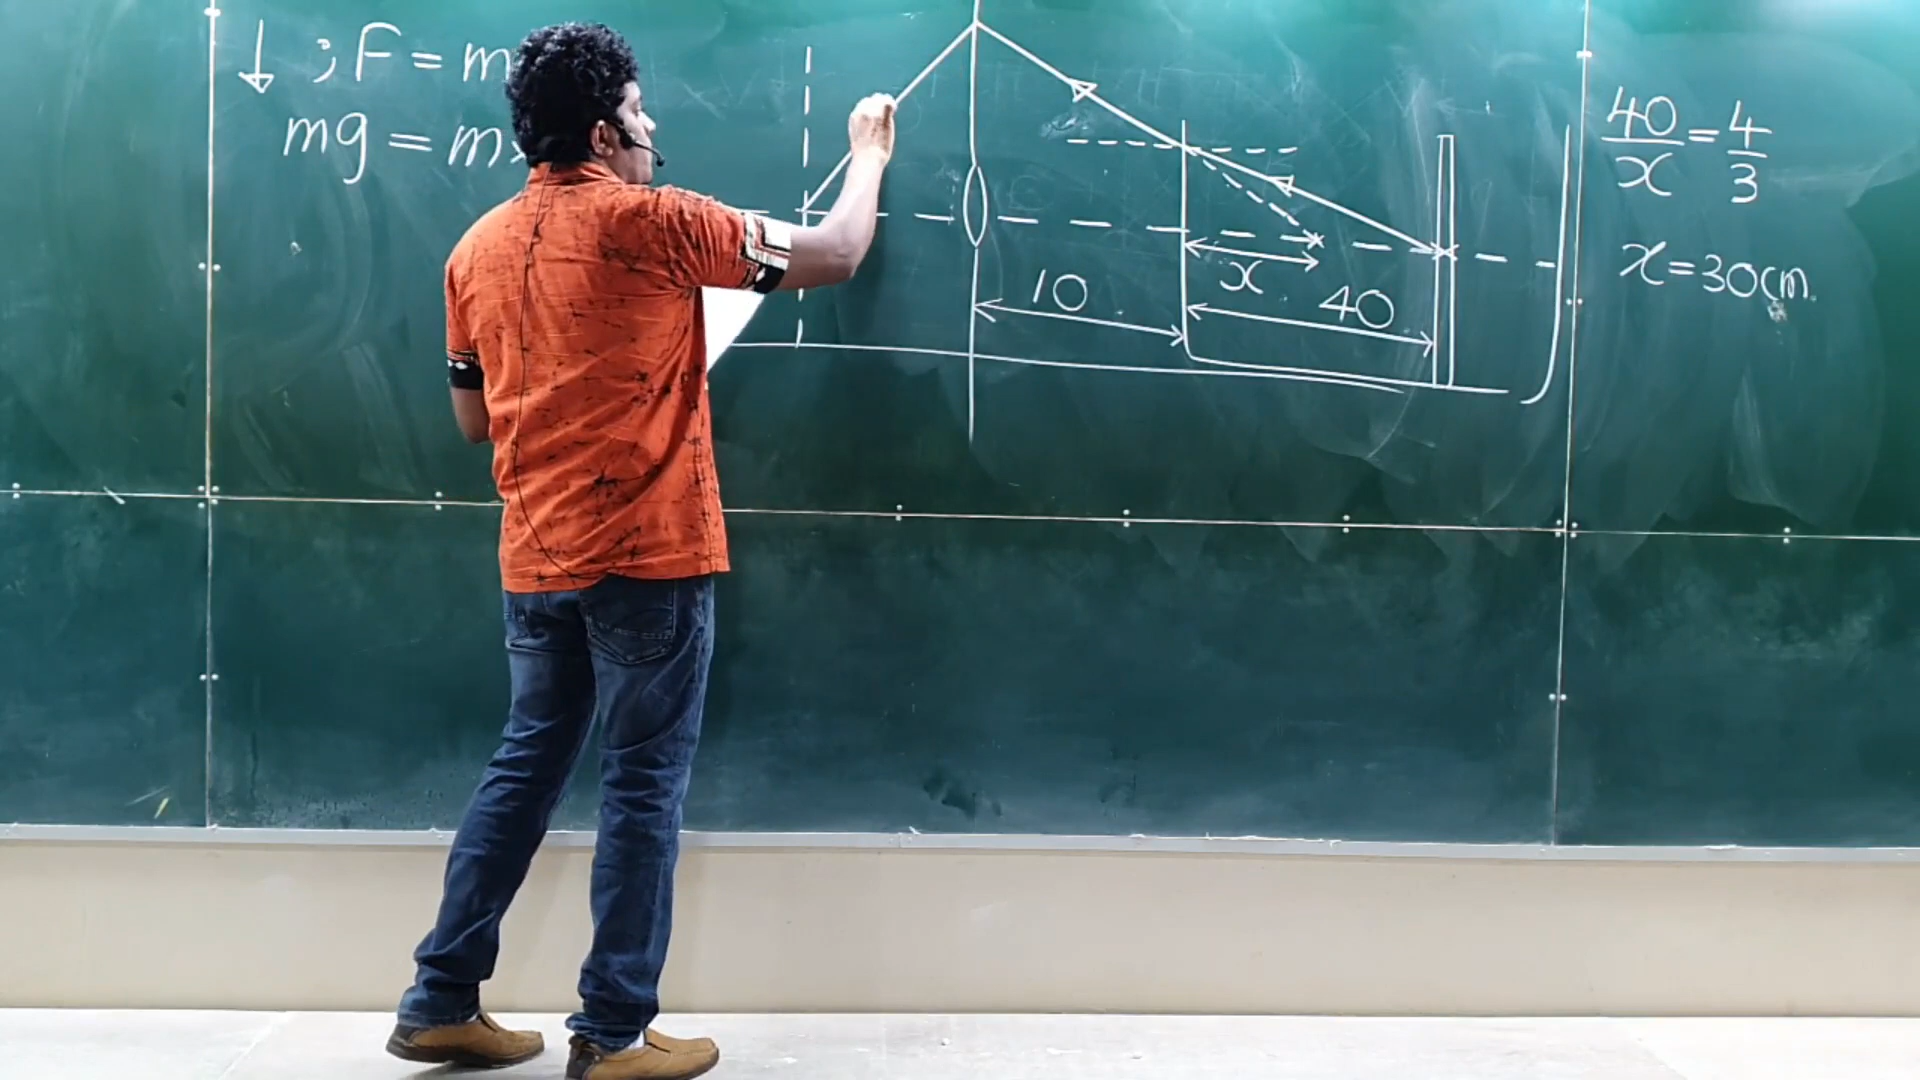 ↓ ; F = m
mg = m
10
x
40
40/x = 4/3
x = 30cm